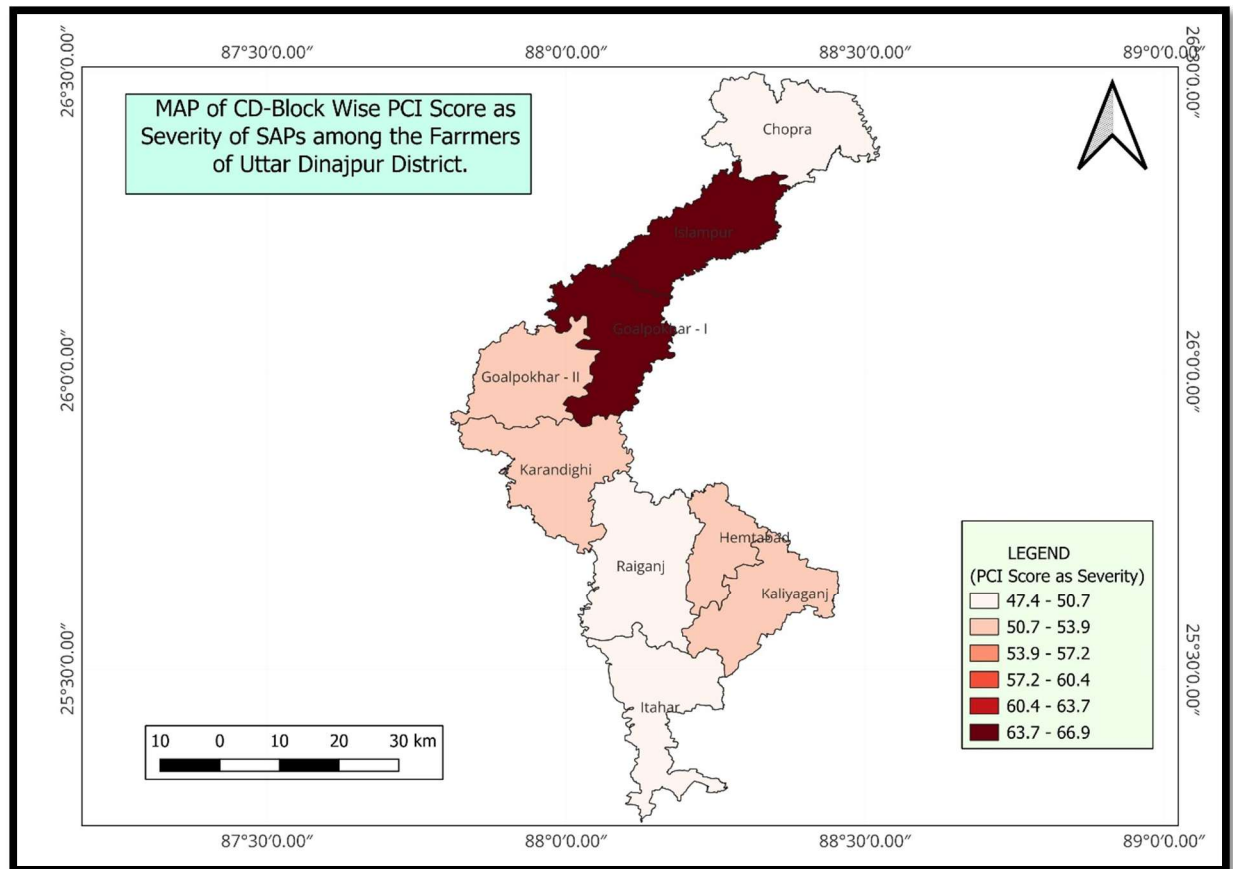 87°30'0.00″ 88°0'0.00″ 88°30'0.00″ 89°0'0.00″
26°30'0.00″
26°30'0.00″
MAP of CD-Block Wise PCI Score as
Severity of SAPs among the Farrmers
of Uttar Dinajpur District.
Chopra
Islampur
Goalpokhar - I
26°0'0.00″
26°0'0.00″
Goalpokhar - II
Karandighi
Hemtabad
Raiganj
Kaliyaganj
25°30'0.00″
25°30'0.00″
Itahar
LEGEND
(PCI Score as Severity)
47.4 - 50.7
50.7 - 53.9
53.9 - 57.2
57.2 - 60.4
60.4 - 63.7
63.7 - 66.9
10 0 10 20 30 km
87°30'0.00″ 88°0'0.00″ 88°30'0.00″ 89°0'0.00″